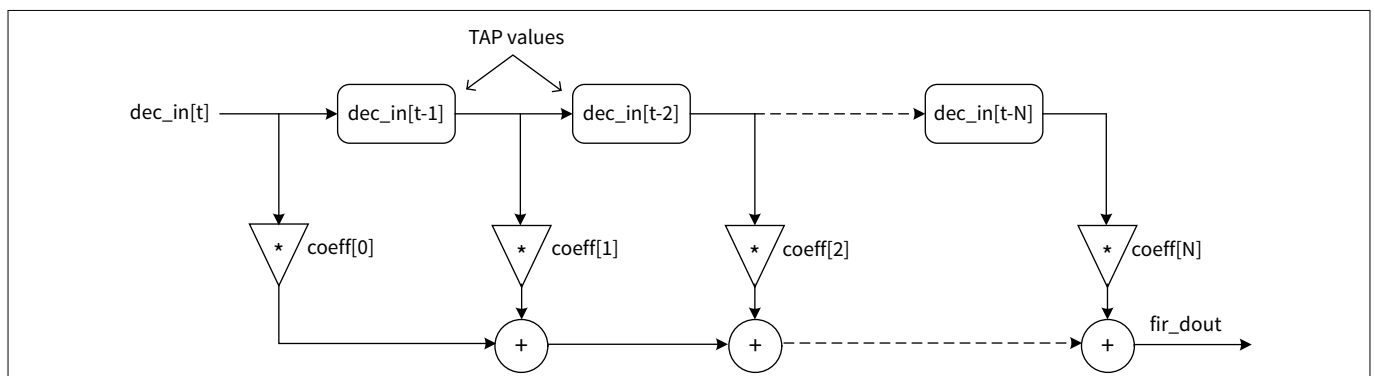 TAP values
dec_in[t]
dec_in[t-1]
dec_in[t-2]
dec_in[t-N]
* coeff[0]
* coeff[1]
* coeff[2]
* coeff[N]
+
+
+
fir_dout